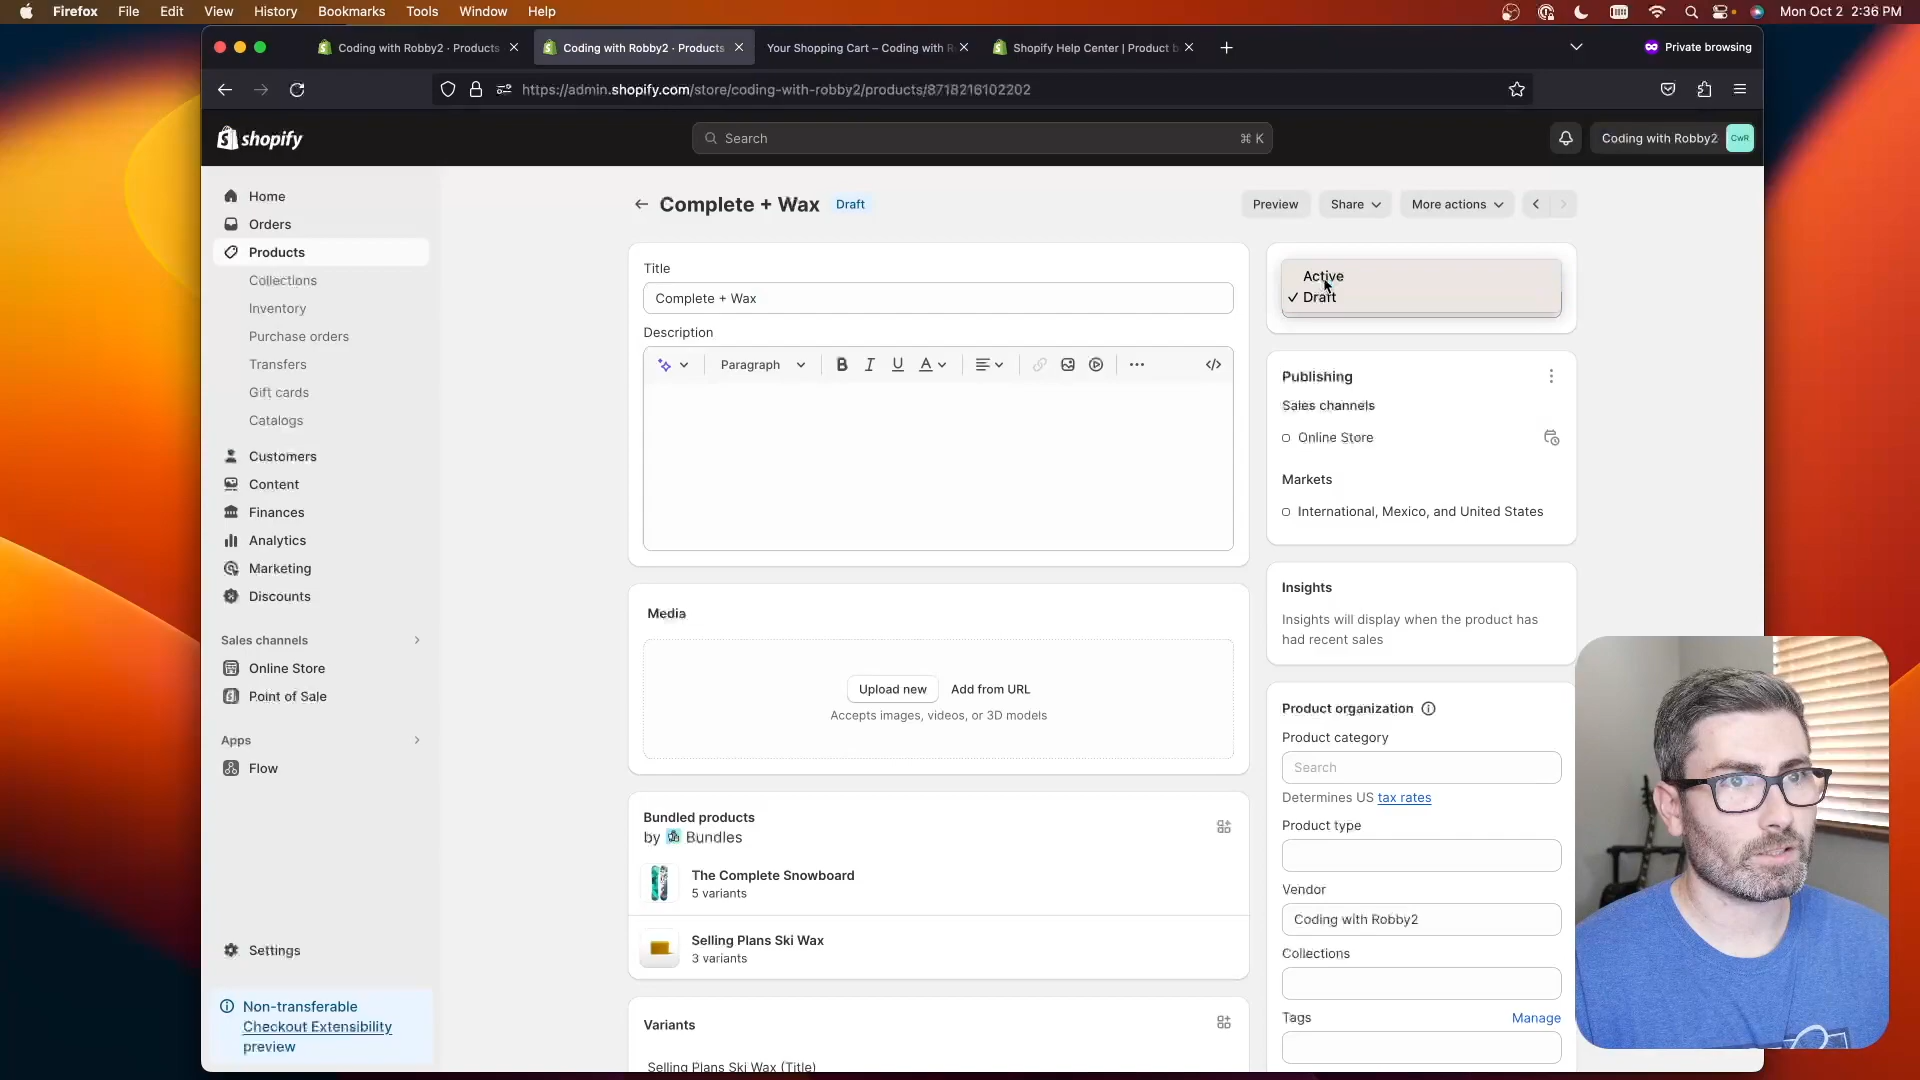 Firefox File Edit View History Bookmarks Tools Window Help Mon Oct 2 2:36 PM
Coding with Robby2 · Products Coding with Robby2 · Products Your Shopping Cart – Coding with R Shopify Help Center | Product b Private browsing
https://admin.shopify.com/store/coding-with-robby2/products/8718216102202
shopify Search ⌘ K Coding with Robby2 CwR
Home
Orders
Products
Collections
Inventory
Purchase orders
Transfers
Gift cards
Catalogs
Customers
Content
Finances
Analytics
Marketing
Discounts
Sales channels
Online Store
Point of Sale
Apps
Flow
Settings
Non-transferable
Checkout Extensibility
preview
Complete + Wax Draft Preview Share More actions
Title
Complete + Wax
Description
Paragraph B I U A
Media
Upload new Add from URL
Accepts images, videos, or 3D models
Bundled products
by Bundles
The Complete Snowboard
5 variants
Selling Plans Ski Wax
3 variants
Variants
Selling Plans Ski Wax (Title)
Active
✓ Draft
Publishing
Sales channels
Online Store
Markets
International, Mexico, and United States
Insights
Insights will display when the product has
had recent sales
Product organization
Product category
Search
Determines US tax rates
Product type
Vendor
Coding with Robby2
Collections
Tags Manage